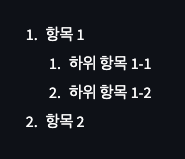 1. 항목 1
1. 하위 항목 1-1
2. 하위 항목 1-2
2. 항목 2